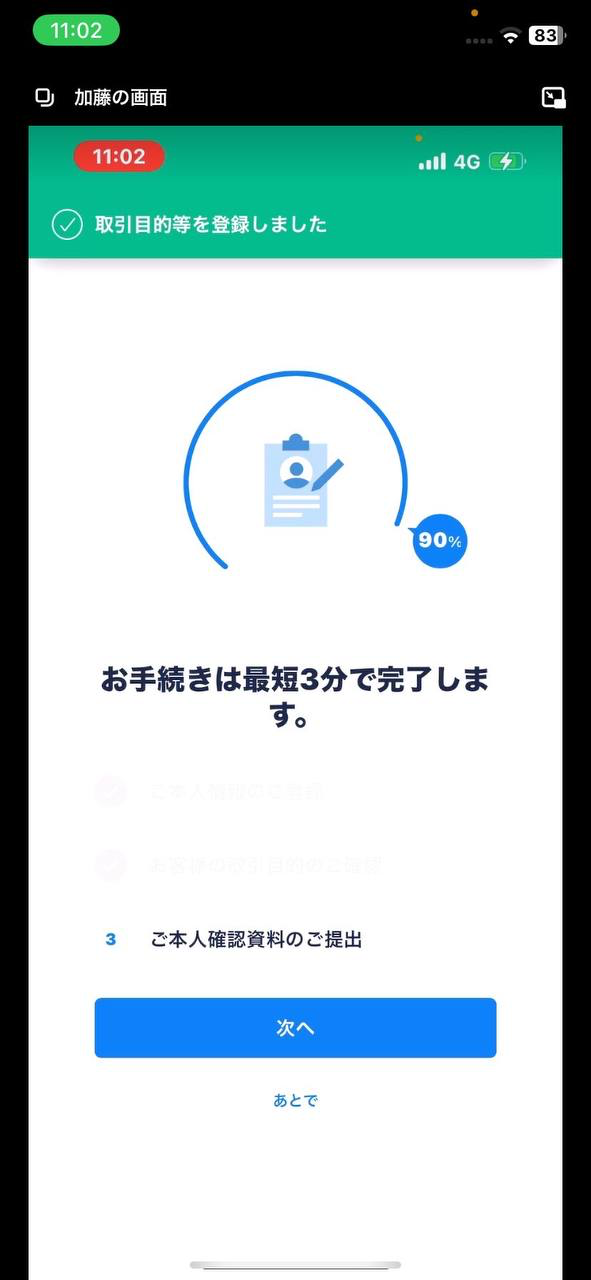 11:02
83
加藤の画面
11:02
4G
取引目的等を登録しました
90%
お手続きは最短3分で完了しま
す。
ご本人情報のご登録
お客様の取引目的のご確認
3 ご本人確認資料のご提出
次へ
あとで